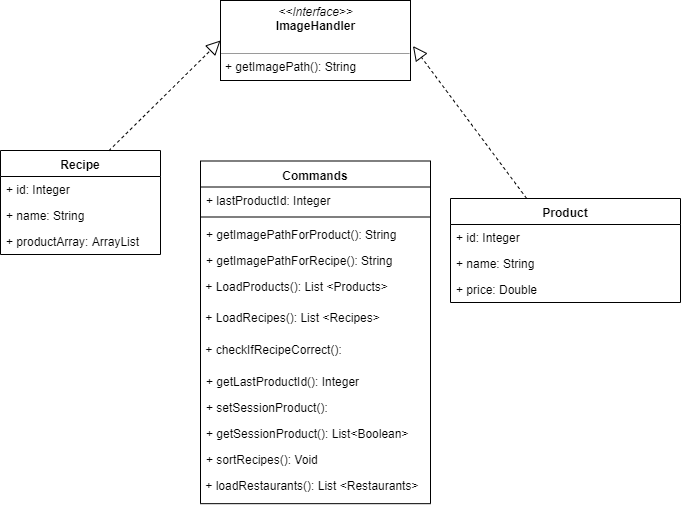 <<Interface>>
ImageHandler
+ getImagePath(): String
Recipe
+ id: Integer
+ name: String
+ productArray: ArrayList
Commands
+ lastProductId: Integer
+ getImagePathForProduct(): String
+ getImagePathForRecipe(): String
+ LoadProducts(): List <Products>
+ LoadRecipes(): List <Recipes>
+ checkIfRecipeCorrect():
+ getLastProductId(): Integer
+ setSessionProduct():
+ getSessionProduct(): List<Boolean>
+ sortRecipes(): Void
+ loadRestaurants(): List <Restaurants>
Product
+ id: Integer
+ name: String
+ price: Double